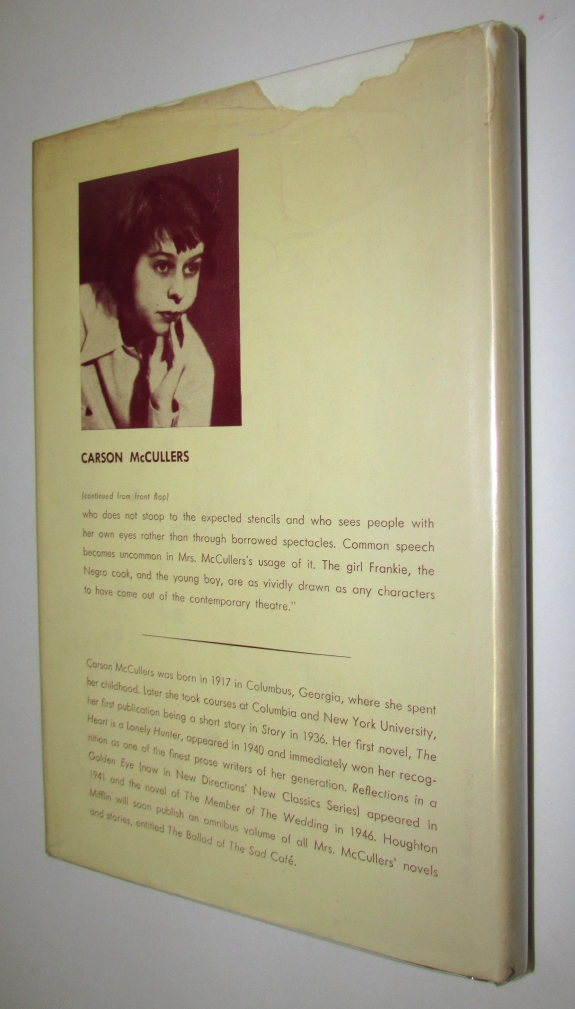 CARSON McCULLERS
(continued from front flap)
who does not stoop to the expected stencils and who sees people with
her own eyes rather than through borrowed spectacles. Common speech
becomes uncommon in Mrs. McCullers's usage of it. The girl Frankie, the
Negro cook, and the young boy, are as vividly drawn as any characters
to have come out of the contemporary theatre."
Carson McCullers was born in 1917 in Columbus, Georgia, where she spent
her childhood. Later she took courses at Columbia and New York University,
her first publication being a short story in Story in 1936. Her first novel, The
Heart is a Lonely Hunter, appeared in 1940 and immediately won her recog-
nition as one of the finest prose writers of her generation. Reflections in a
Golden Eye (now in New Directions' New Classics Series) appeared in
1941 and the novel of The Member of The Wedding in 1946. Houghton
Mifflin will soon publish an omnibus volume of all Mrs. McCullers' novels
and stories, entitled The Ballad of The Sad Café.